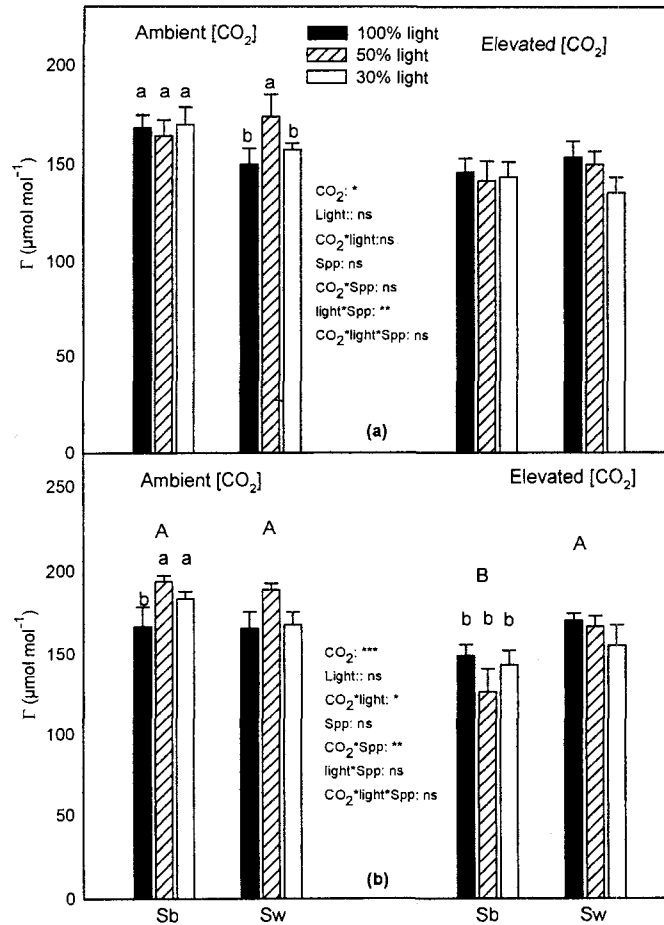 Ambient [CO2]
100% light
50% light
30% light
Elevated [CO2]
200
150
100
50
0
Γ (μmol mol−1)
a a a
b a b
CO2: *
Light:: ns
CO2*light:ns
Spp: ns
CO2*Spp: ns
light*Spp: **
CO2*light*Spp: ns
(a)
Ambient [CO2]
Elevated [CO2]
250
200
150
100
50
0
Γ (μmol mol−1)
A A
b a a
B A
b b b
CO2: ***
Light:: ns
CO2*light: *
Spp: ns
CO2*Spp: **
light*Spp: ns
CO2*light*Spp: ns
(b)
Sb Sw Sb Sw